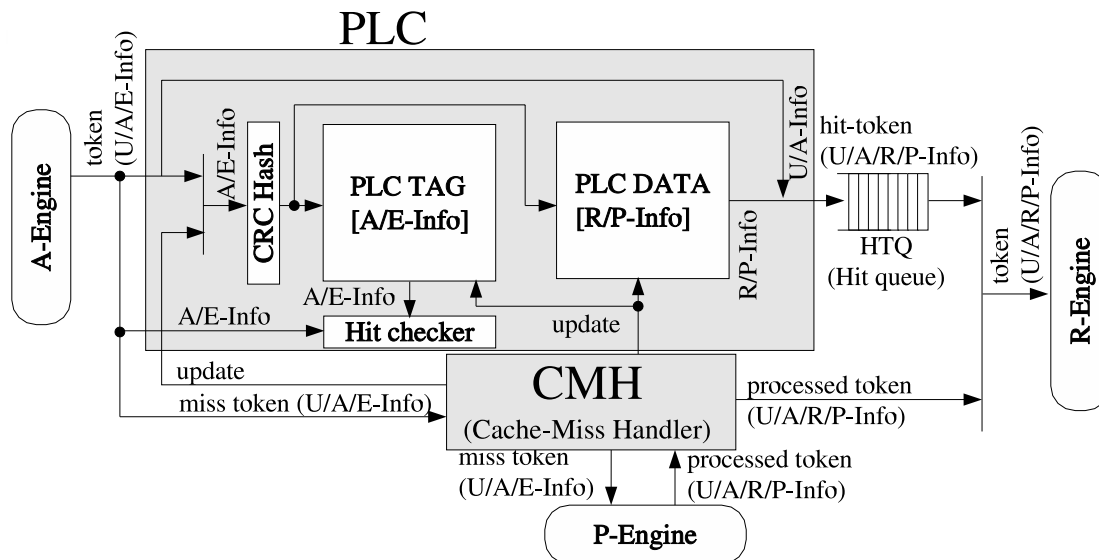 PLC
A-Engine
token
(U/A/E-Info)
A/E-Info
CRC Hash
PLC TAG
[A/E-Info]
PLC DATA
[R/P-Info]
U/A-Info
R/P-Info
hit-token
(U/A/R/P-Info)
HTQ
(Hit queue)
token
(U/A/R/P-Info)
R-Engine
A/E-Info
A/E-Info
Hit checker
update
update
miss token (U/A/E-Info)
CMH
(Cache-Miss Handler)
processed token
(U/A/R/P-Info)
miss token
(U/A/E-Info)
processed token
(U/A/R/P-Info)
P-Engine